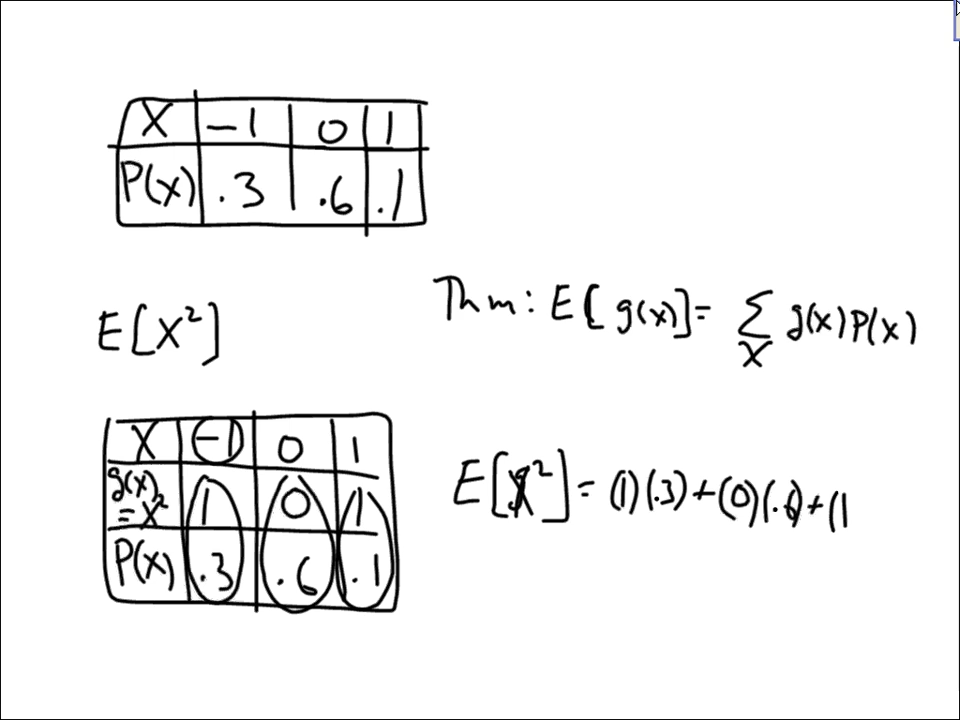 X -1 0 1
P(x) .3 .6 .1
E[X²]
Thm: E[g(x)]= ∑ g(x)P(x)
X
X -1 0 1
g(x) = X² 1 0 1
P(x) .3 .6 .1
E[X²] = (1)(.3)+(0)(.6)+(1